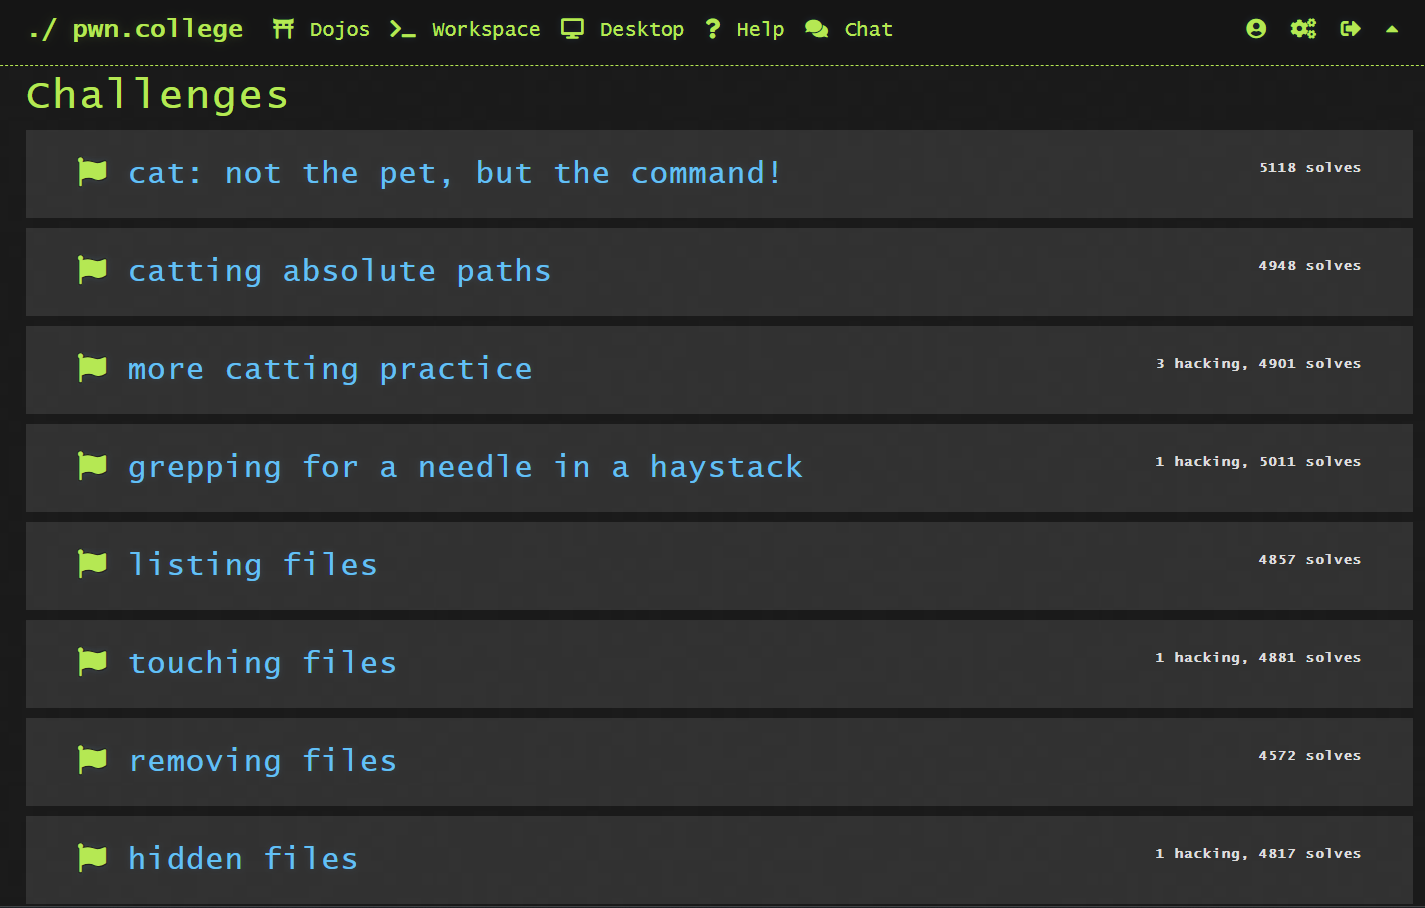 ./ pwn.college Dojos Workspace Desktop ? Help Chat
Challenges
cat: not the pet, but the command! 5118 solves
catting absolute paths 4948 solves
more catting practice 3 hacking, 4901 solves
grepping for a needle in a haystack 1 hacking, 5011 solves
listing files 4857 solves
touching files 1 hacking, 4881 solves
removing files 4572 solves
hidden files 1 hacking, 4817 solves